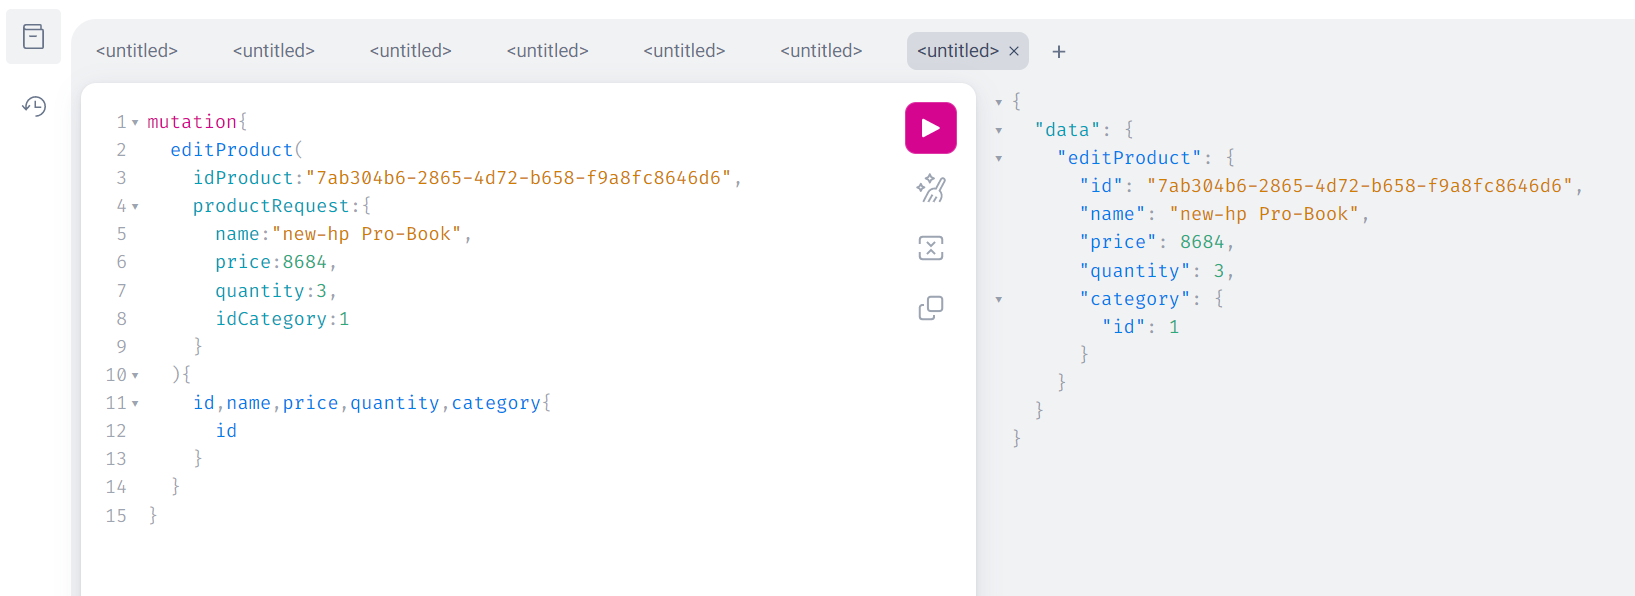 <untitled> <untitled> <untitled> <untitled> <untitled> <untitled> <untitled> × +
1 mutation{
2   editProduct(
3     idProduct:"7ab304b6-2865-4d72-b658-f9a8fc8646d6",
4     productRequest:{
5       name:"new-hp Pro-Book",
6       price:8684,
7       quantity:3,
8       idCategory:1
9     }
10   ){
11     id,name,price,quantity,category{
12       id
13     }
14   }
15 }
{
  "data": {
    "editProduct": {
      "id": "7ab304b6-2865-4d72-b658-f9a8fc8646d6",
      "name": "new-hp Pro-Book",
      "price": 8684,
      "quantity": 3,
      "category": {
        "id": 1
      }
    }
  }
}